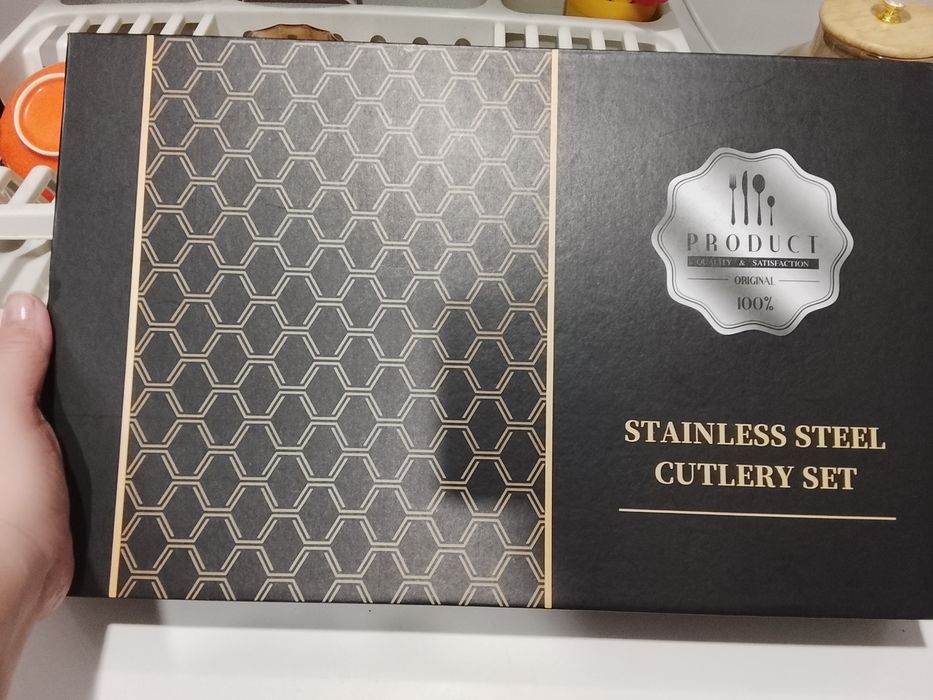 PRODUCT
QUALITY & SATISFACTION
ORIGINAL
100%
STAINLESS STEEL
CUTLERY SET